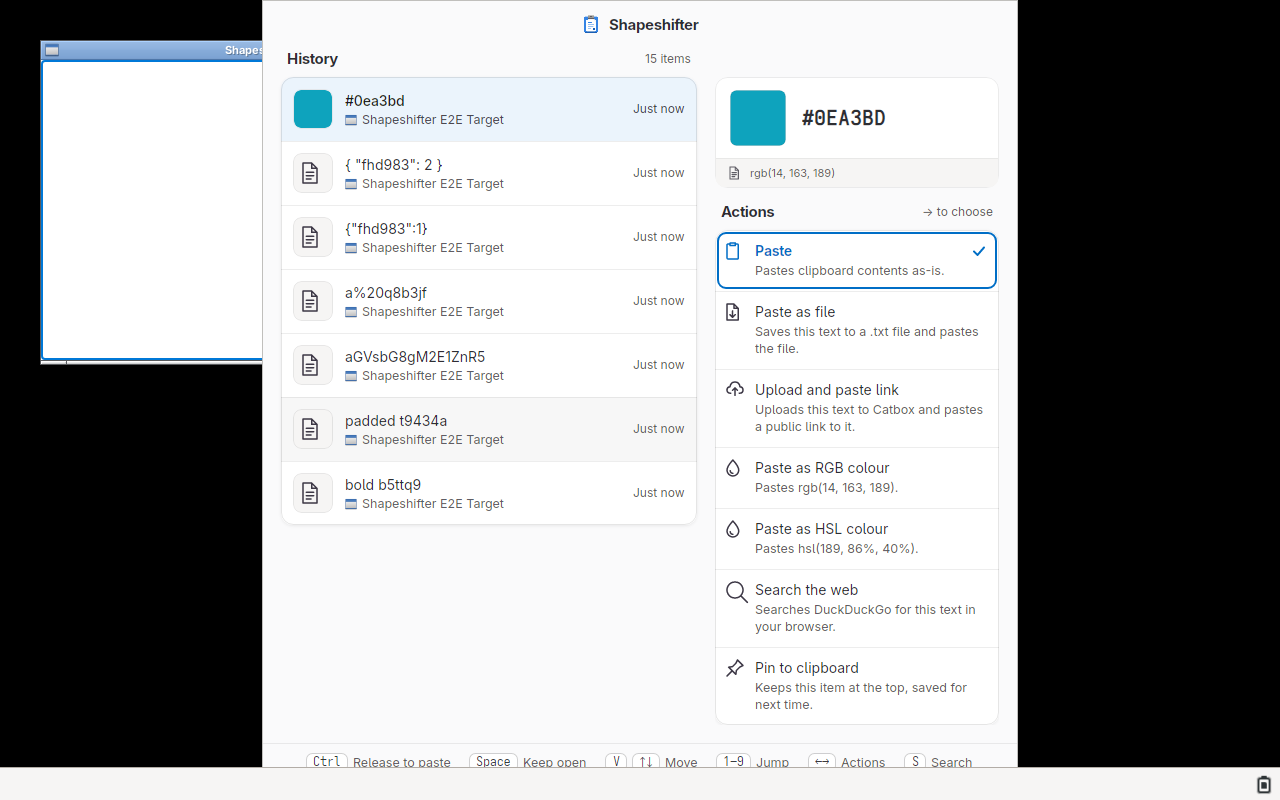 Shapeshifter
Shapes
History
15 items
#0ea3bd
Shapeshifter E2E Target
Just now
{ "fhd983": 2 }
Shapeshifter E2E Target
Just now
{"fhd983":1}
Shapeshifter E2E Target
Just now
a%20q8b3jf
Shapeshifter E2E Target
Just now
aGVsbG8gM2E1ZnR5
Shapeshifter E2E Target
Just now
padded t9434a
Shapeshifter E2E Target
Just now
bold b5ttq9
Shapeshifter E2E Target
Just now
#0EA3BD
rgb(14, 163, 189)
Actions
→ to choose
Paste
Pastes clipboard contents as-is.
Paste as file
Saves this text to a .txt file and pastes
the file.
Upload and paste link
Uploads this text to Catbox and pastes
a public link to it.
Paste as RGB colour
Pastes rgb(14, 163, 189).
Paste as HSL colour
Pastes hsl(189, 86%, 40%).
Search the web
Searches DuckDuckGo for this text in
your browser.
Pin to clipboard
Keeps this item at the top, saved for
next time.
Ctrl Release to paste Space Keep open V ↑↓ Move 1–9 Jump ↔ Actions S Search